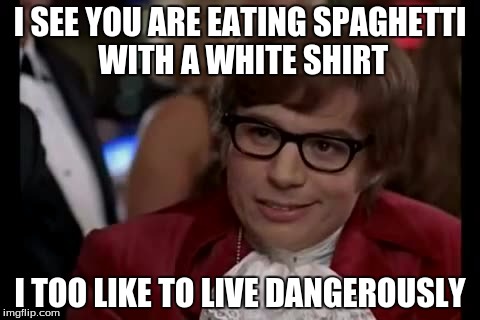 I SEE YOU ARE EATING SPAGHETTI
WITH A WHITE SHIRT
I TOO LIKE TO LIVE DANGEROUSLY
imgflip.com